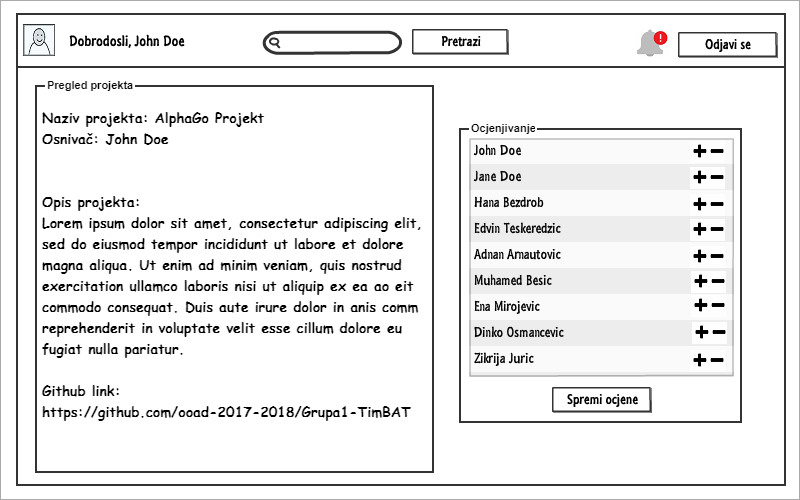 Dobrodosli, John Doe
Pretrazi
Odjavi se
Pregled projekta
Naziv projekta: AlphaGo Projekt
Osnivač: John Doe
Opis projekta:
Lorem ipsum dolor sit amet, consectetur adipiscing elit,
sed do eiusmod tempor incididunt ut labore et dolore
magna aliqua. Ut enim ad minim veniam, quis nostrud
exercitation ullamco laboris nisi ut aliquip ex ea ao eit
commodo consequat. Duis aute irure dolor in anis comm
reprehenderit in voluptate velit esse cillum dolore eu
fugiat nulla pariatur.
Github link:
https://github.com/ooad-2017-2018/Grupa1-TimBAT
Ocjenjivanje
John Doe
Jane Doe
Hana Bezdrob
Edvin Teskeredzic
Adnan Arnautovic
Muhamed Besic
Ena Mirojevic
Dinko Osmancevic
Zikrija Juric
Spremi ocjene